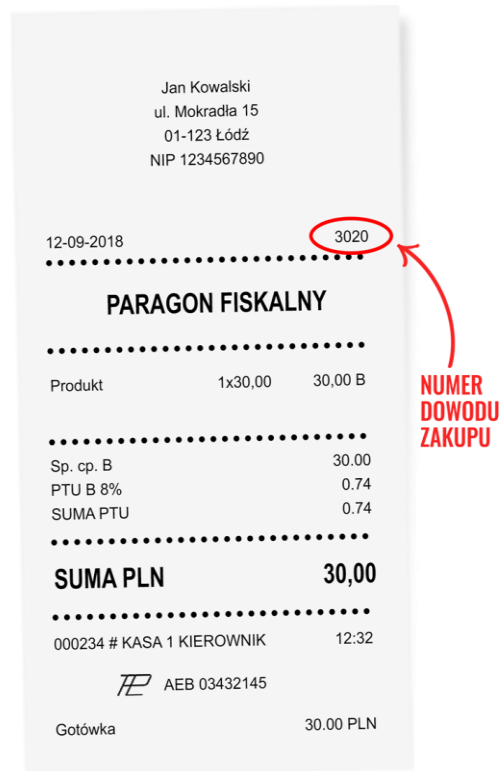 Jan Kowalski
ul. Mokradła 15
01-123 Łódź
NIP 1234567890
12-09-2018 3020
PARAGON FISKALNY
Produkt 1x30,00 30,00 B
Sp. cp. B 30.00
PTU B 8% 0.74
SUMA PTU 0.74
SUMA PLN 30,00
000234 # KASA 1 KIEROWNIK 12:32
AEB 03432145
Gotówka 30.00 PLN
NUMER
DOWODU
ZAKUPU